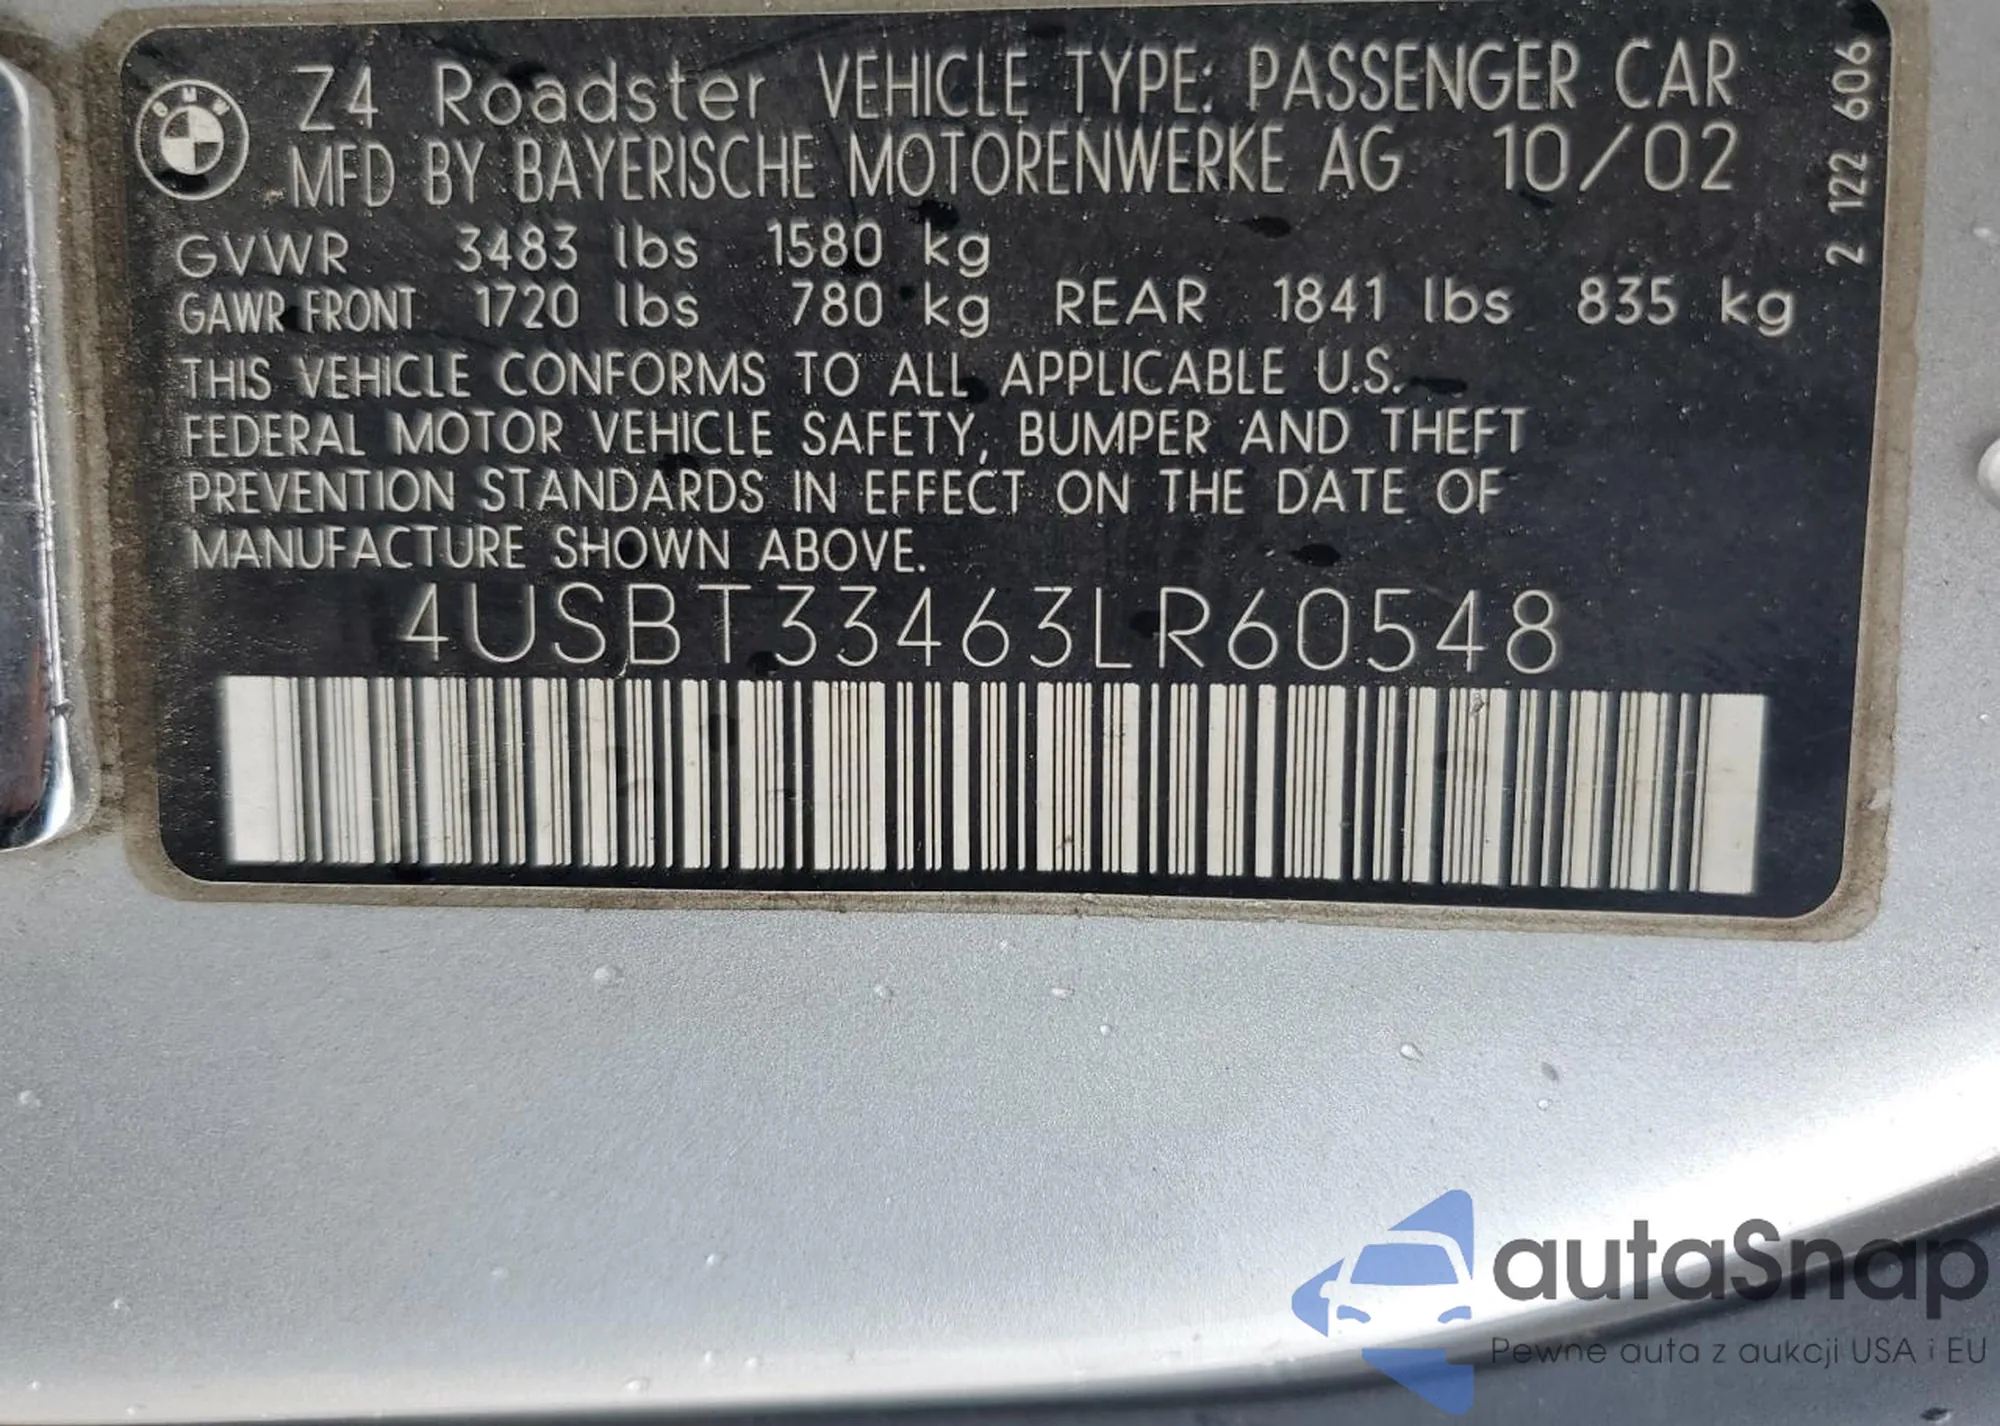 BMW
Z4 Roadster VEHICLE TYPE: PASSENGER CAR
MFD BY BAYERISCHE MOTORENWERKE AG 10/02
GVWR 3483 lbs 1580 kg
GAWR FRONT 1720 lbs 780 kg REAR 1841 lbs 835 kg
THIS VEHICLE CONFORMS TO ALL APPLICABLE U.S.
FEDERAL MOTOR VEHICLE SAFETY, BUMPER AND THEFT
PREVENTION STANDARDS IN EFFECT ON THE DATE OF
MANUFACTURE SHOWN ABOVE.
4USBT33463LR60548
2 122 606
autaSnap
Pewne auta z aukcji USA i EU